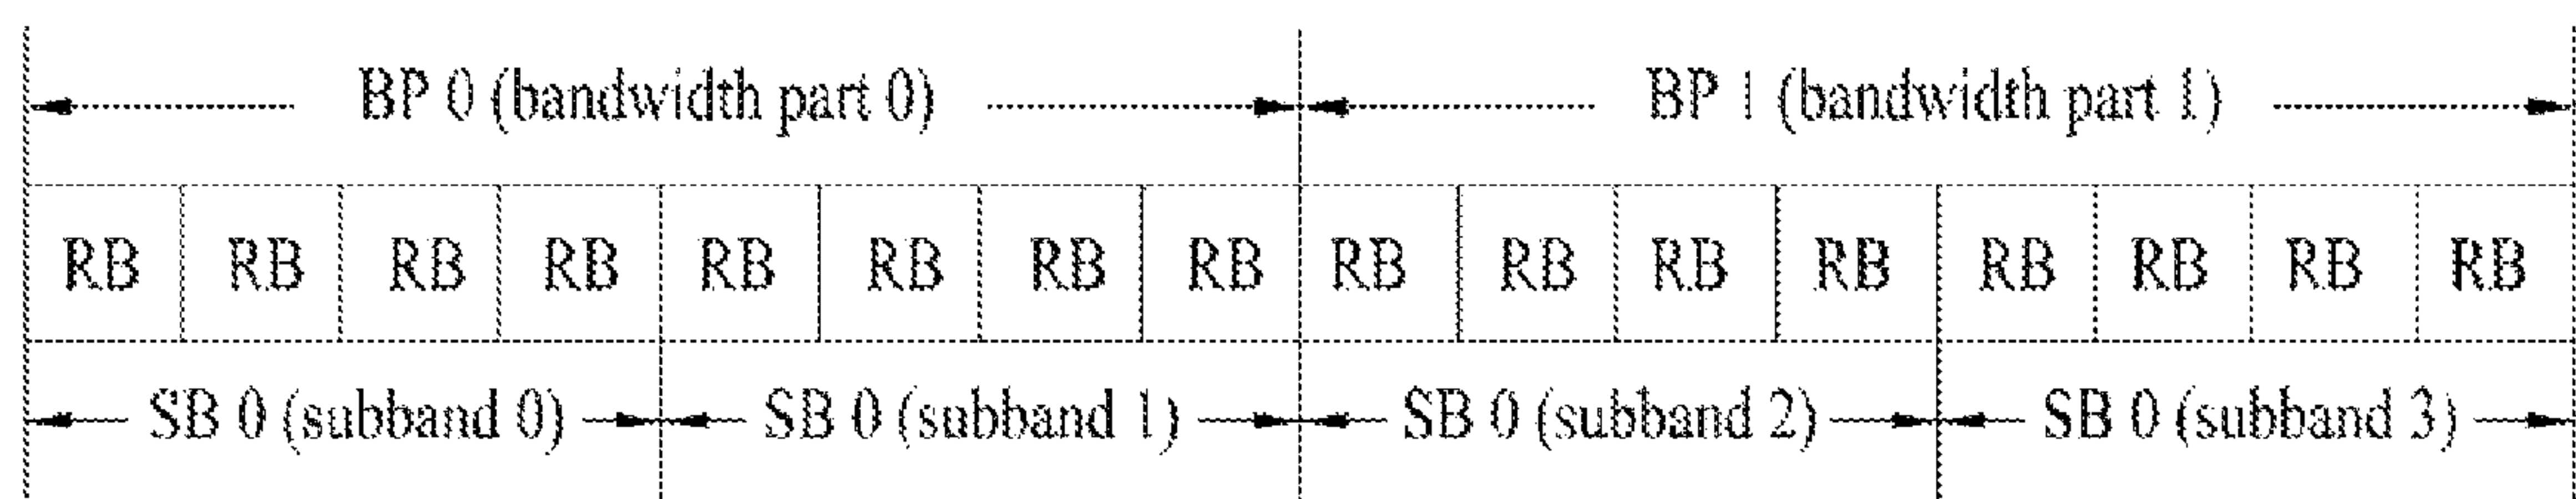 BP 0 (bandwidth part 0) BP 1 (bandwidth part 1)
RB RB RB RB RB RB RB RB RB RB RB RB RB RB RB RB
SB 0 (subband 0) SB 0 (subband 1) SB 0 (subband 2) SB 0 (subband 3)